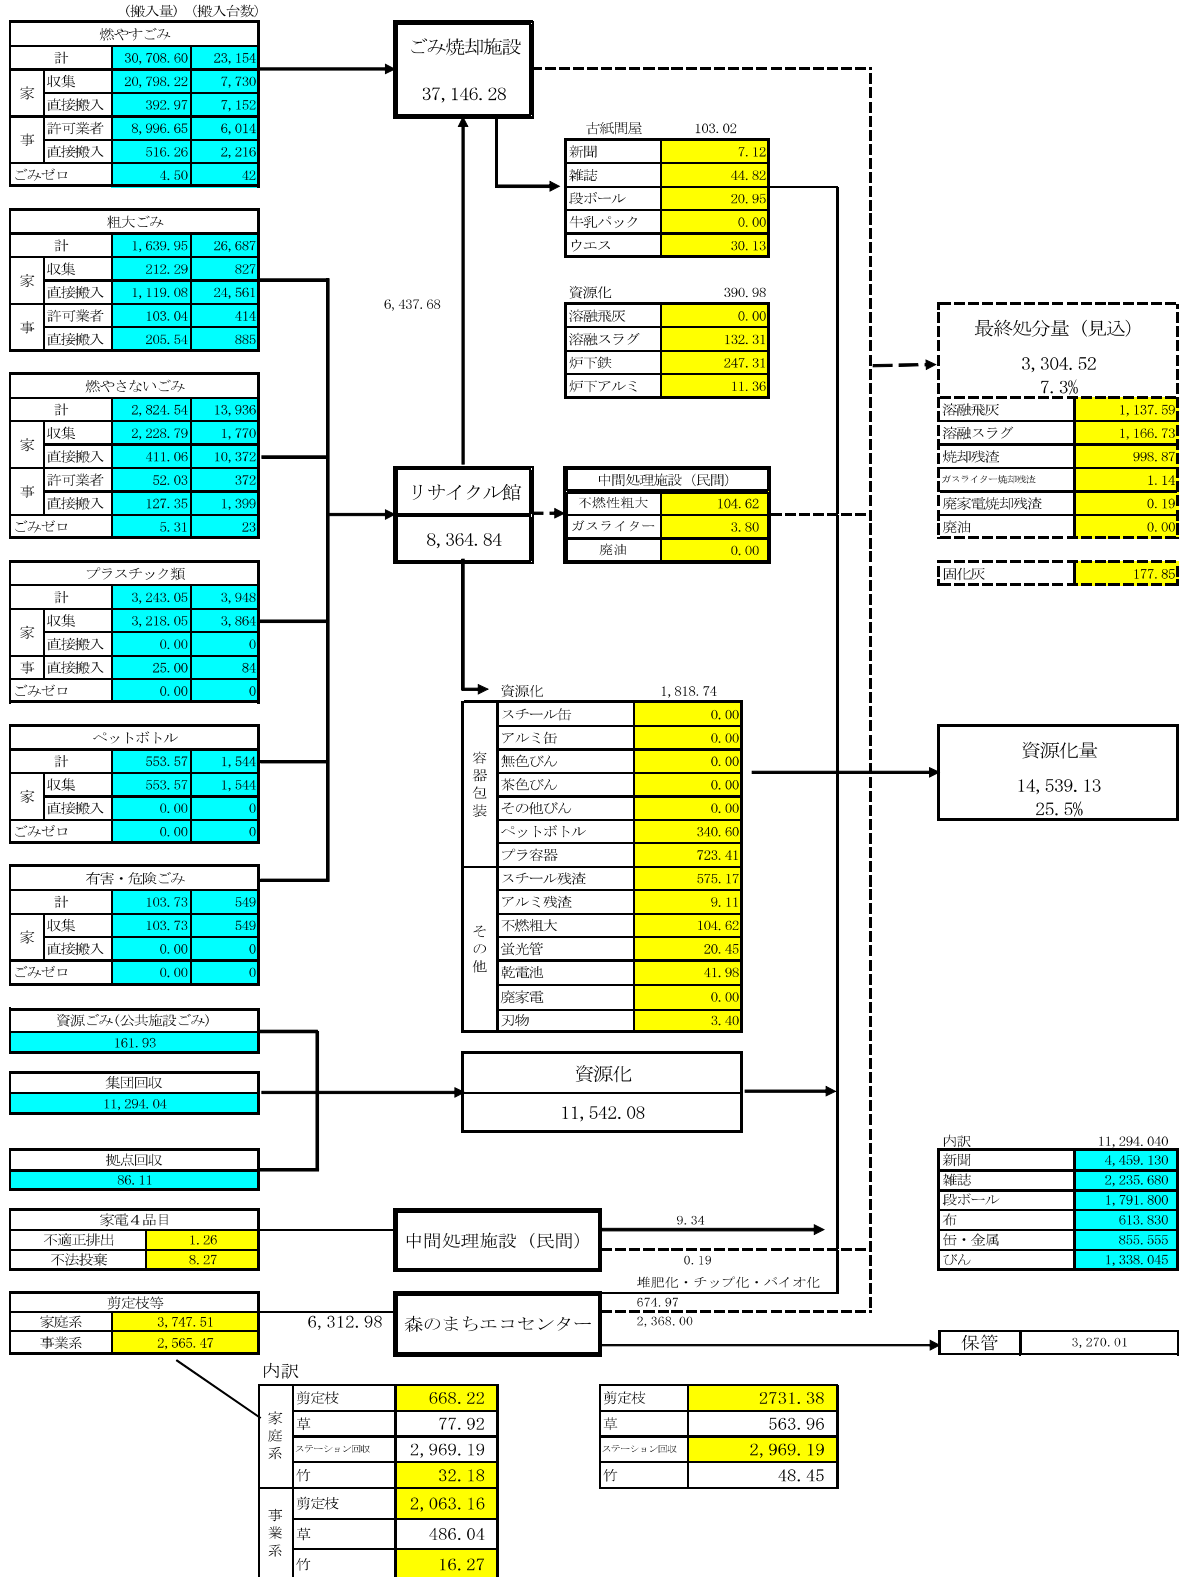 (搬入量) (搬入台数)
燃やすごみ
計 30,708.60 23,154
家 収集 20,798.22 7,730
直接搬入 392.97 7,152
事 許可業者 8,996.65 6,014
直接搬入 516.26 2,216
ごみゼロ 4.50 42
粗大ごみ
計 1,639.95 26,687
家 収集 212.29 827
直接搬入 1,119.08 24,561
事 許可業者 103.04 414
直接搬入 205.54 885
燃やさないごみ
計 2,824.54 13,936
家 収集 2,228.79 1,770
直接搬入 411.06 10,372
事 許可業者 52.03 372
直接搬入 127.35 1,399
ごみゼロ 5.31 23
プラスチック類
計 3,243.05 3,948
家 収集 3,218.05 3,864
直接搬入 0.00 0
事 直接搬入 25.00 84
ごみゼロ 0.00 0
ペットボトル
計 553.57 1,544
家 収集 553.57 1,544
直接搬入 0.00 0
ごみゼロ 0.00 0
有害・危険ごみ
計 103.73 549
家 収集 103.73 549
直接搬入 0.00 0
ごみゼロ 0.00 0
資源ごみ(公共施設ごみ)
161.93
集団回収
11,294.04
拠点回収
86.11
家電４品目
不適正排出 1.26
不法投棄 8.27
剪定枝等
家庭系 3,747.51
事業系 2,565.47
ごみ焼却施設
37,146.28
古紙問屋 103.02
新聞 7.12
雑誌 44.82
段ボール 20.95
牛乳パック 0.00
ウエス 30.13
6,437.68
資源化 390.98
溶融飛灰 0.00
溶融スラグ 132.31
炉下鉄 247.31
炉下アルミ 11.36
リサイクル館
8,364.84
中間処理施設（民間）
不燃性粗大 104.62
ガスライター 3.80
廃油 0.00
資源化 1,818.74
容器包装
スチール缶 0.00
アルミ缶 0.00
無色びん 0.00
茶色びん 0.00
その他びん 0.00
ペットボトル 340.60
プラ容器 723.41
その他
スチール残渣 575.17
アルミ残渣 9.11
不燃粗大 104.62
蛍光管 20.45
乾電池 41.98
廃家電 0.00
刃物 3.40
資源化
11,542.08
中間処理施設（民間）
9.34
0.19
6,312.98
森のまちエコセンター
堆肥化・チップ化・バイオ化
674.97
2,368.00
最終処分量（見込）
3,304.52
7.3%
溶融飛灰 1,137.59
溶融スラグ 1,166.73
焼却残渣 998.87
ガスライター焼却残渣 1.14
廃家電焼却残渣 0.19
廃油 0.00
固化灰 177.85
資源化量
14,539.13
25.5%
内訳 11,294.040
新聞 4,459.130
雑誌 2,235.680
段ボール 1,791.800
布 613.830
缶・金属 855.555
びん 1,338.045
保管 3,270.01
内訳
家庭系
剪定枝 668.22
草 77.92
ステーション回収 2,969.19
竹 32.18
事業系
剪定枝 2,063.16
草 486.04
竹 16.27
剪定枝 2731.38
草 563.96
ステーション回収 2,969.19
竹 48.45